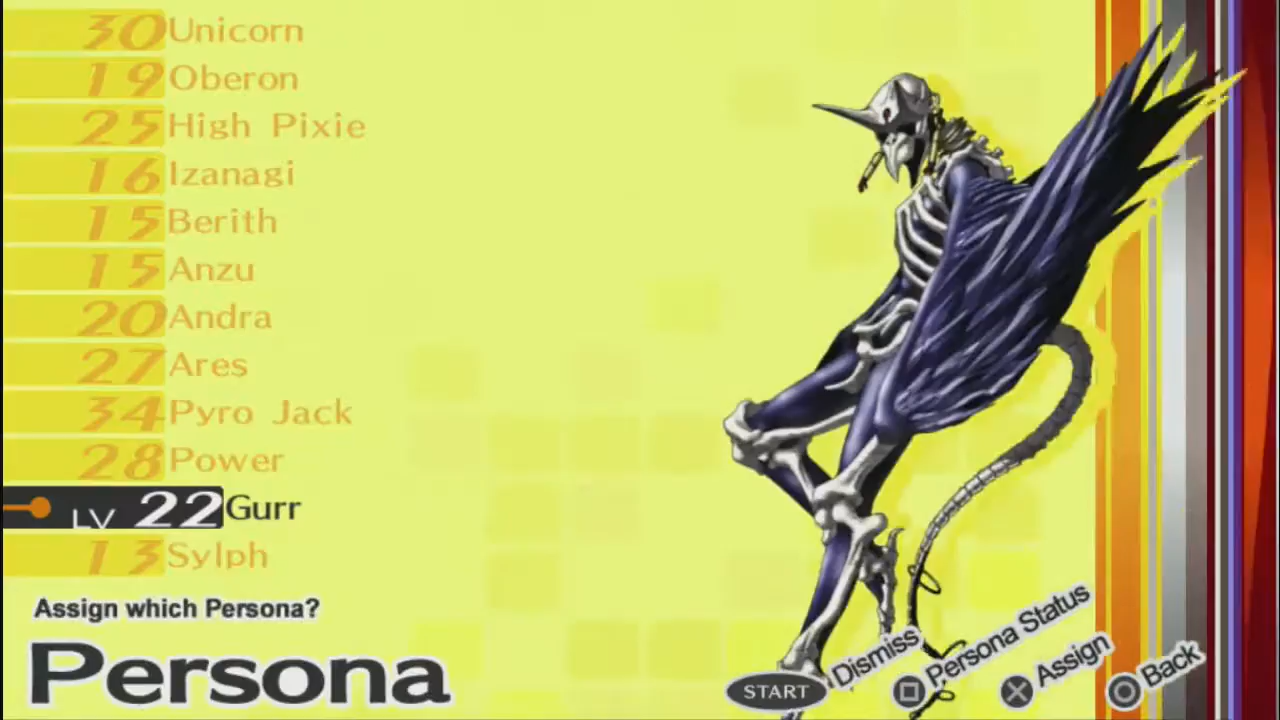 30 Unicorn
19 Oberon
25 High Pixie
16 Izanagi
15 Berith
15 Anzu
20 Andra
27 Ares
34 Pyro Jack
28 Power
LV 22 Gurr
13 Sylph
Assign which Persona?
Persona
START Dismiss
Persona Status
Assign
Back